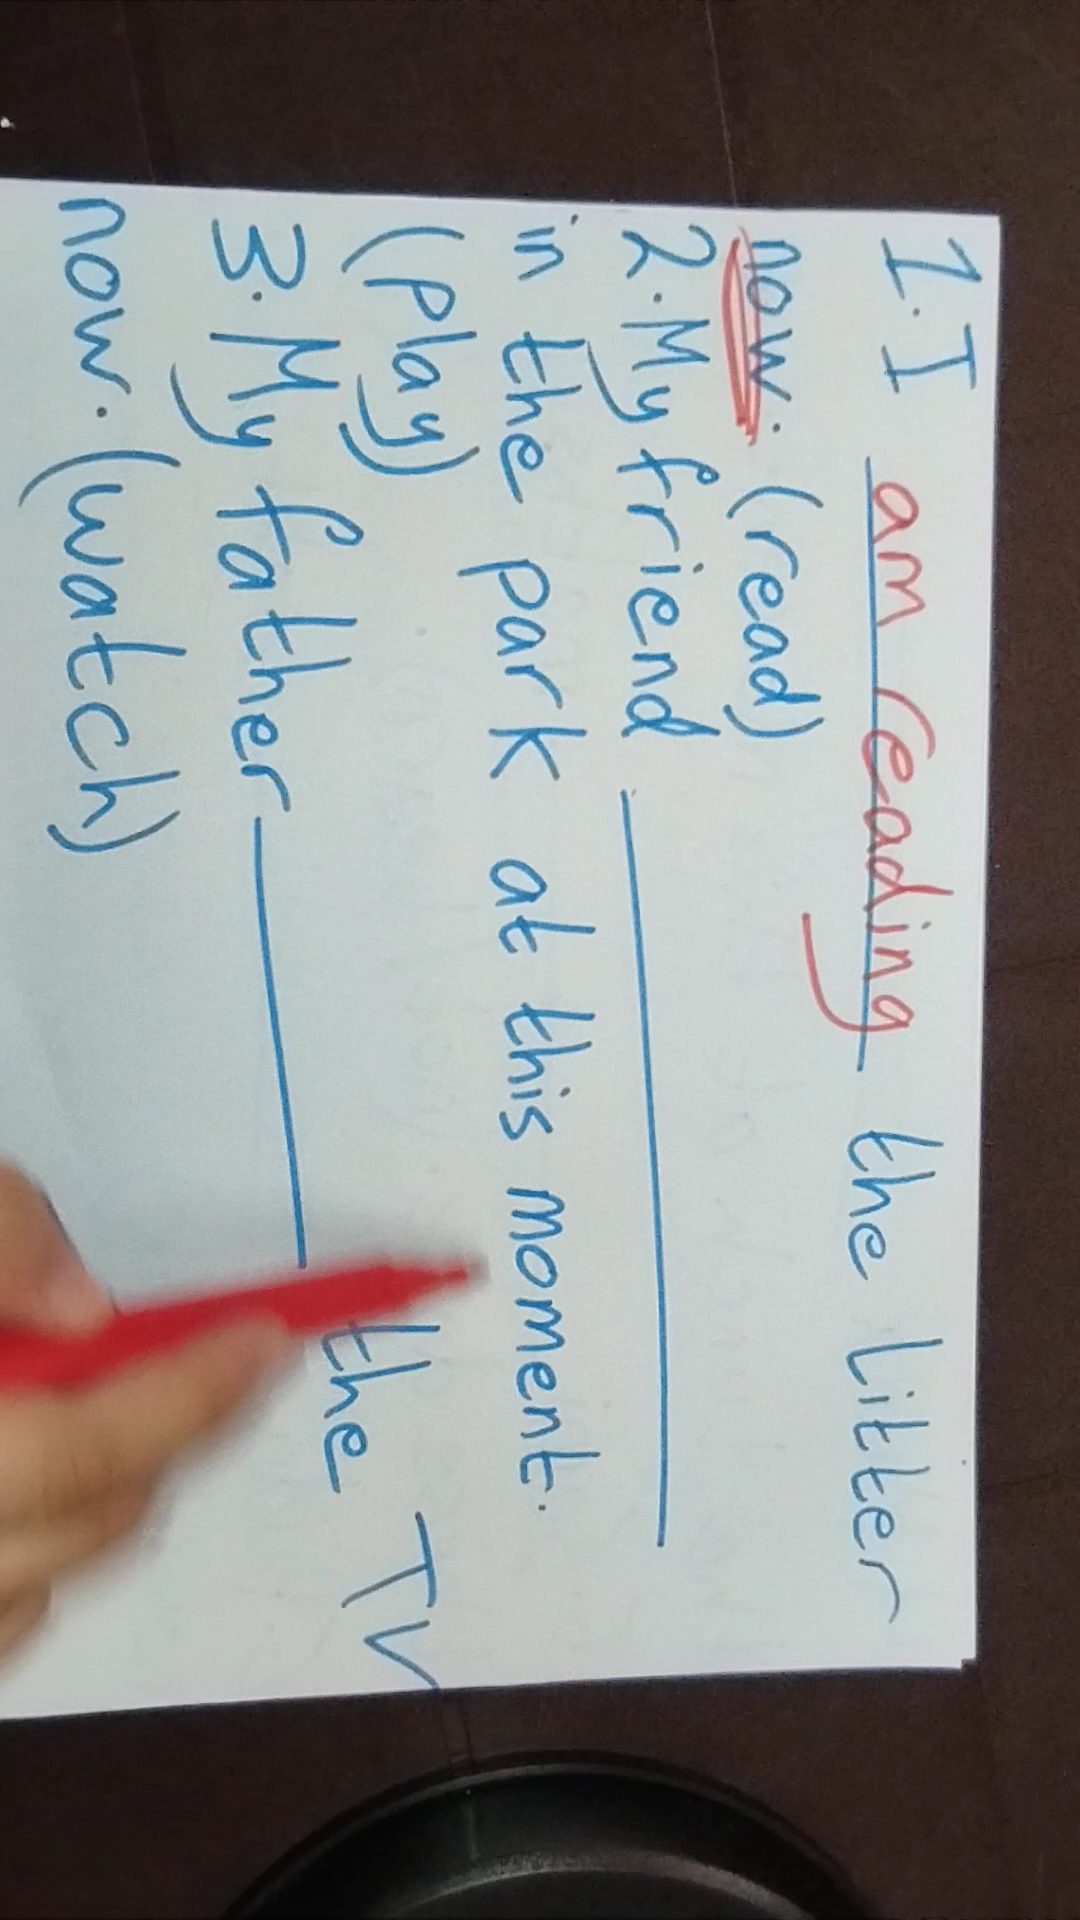 1. I am reading the litter
now. (read)
2. My friend
in the park at this moment.
(play)
3. My father the TV
now. (watch)